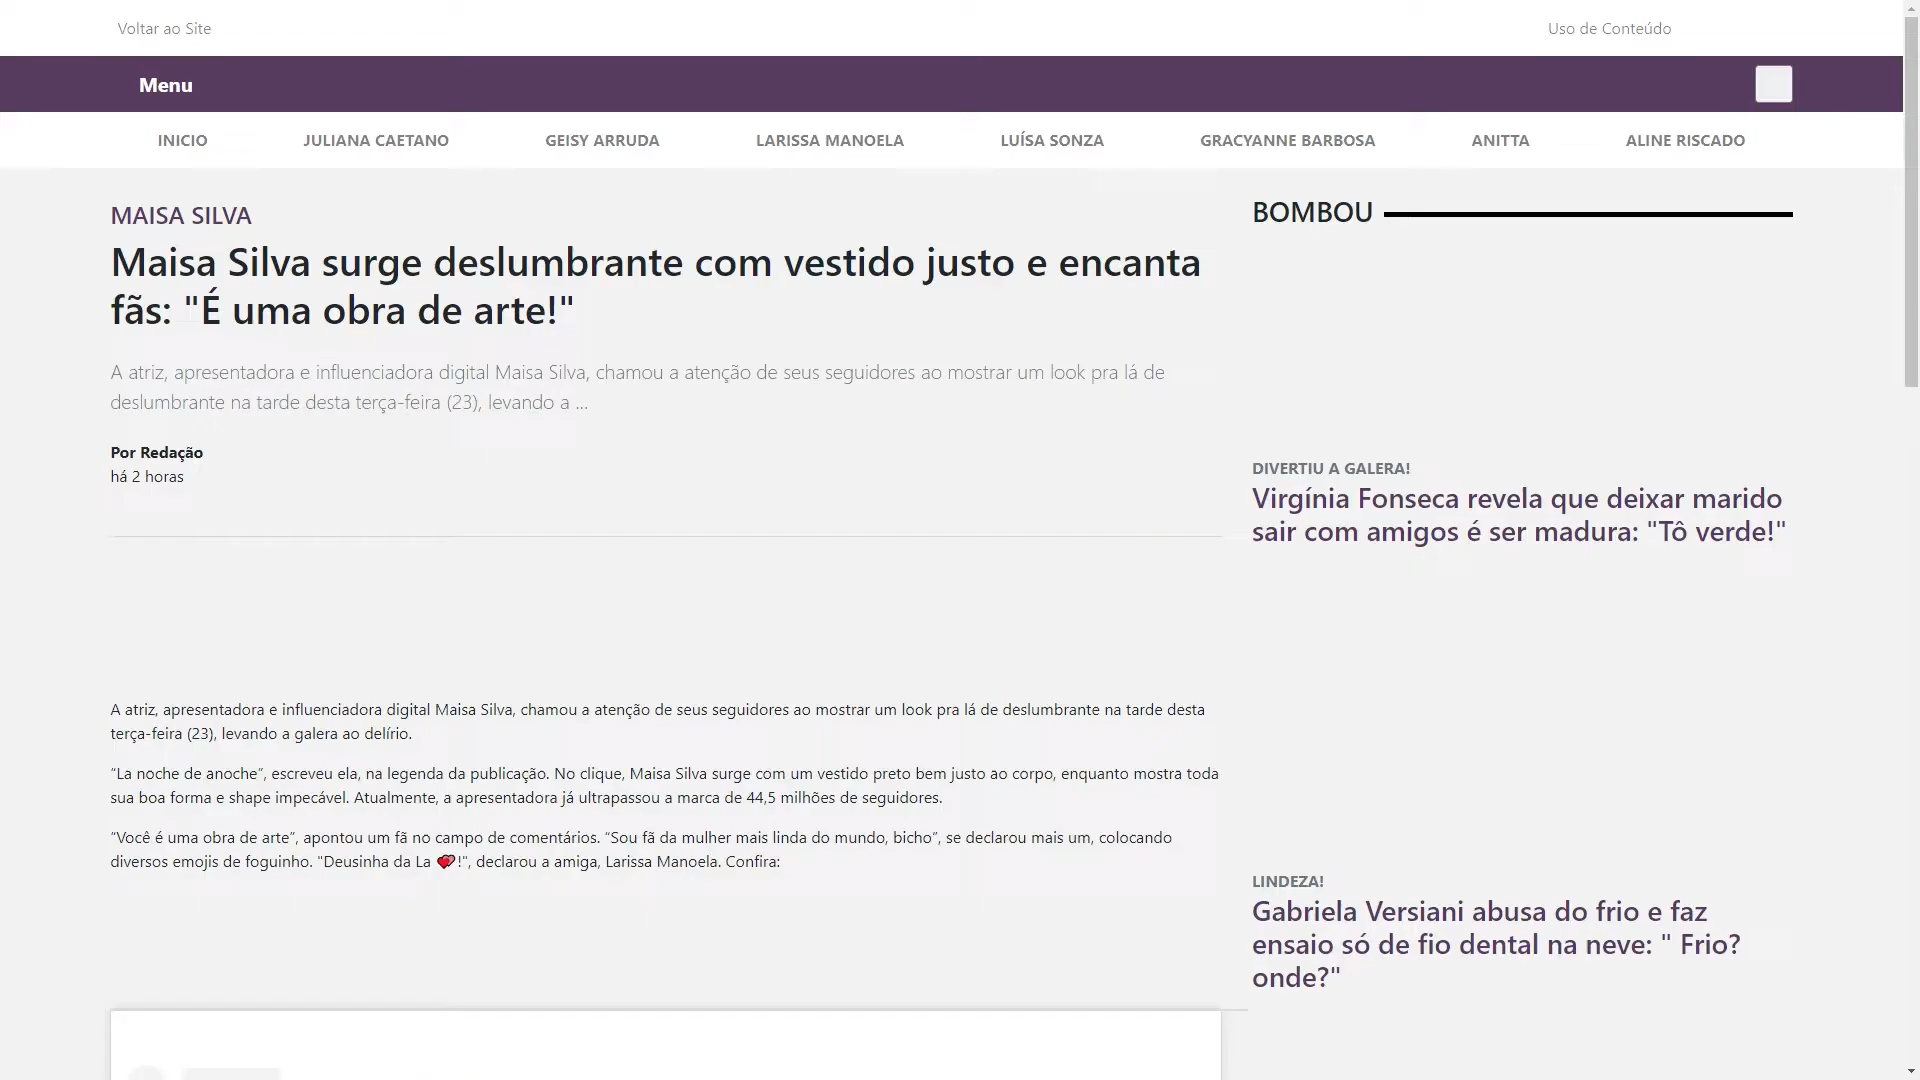 Voltar ao Site
Uso de Conteúdo
Menu
INICIO JULIANA CAETANO GEISY ARRUDA LARISSA MANOELA LUÍSA SONZA GRACYANNE BARBOSA ANITTA ALINE RISCADO
MAISA SILVA
Maisa Silva surge deslumbrante com vestido justo e encanta
fãs: "É uma obra de arte!"
A atriz, apresentadora e influenciadora digital Maisa Silva, chamou a atenção de seus seguidores ao mostrar um look pra lá de
deslumbrante na tarde desta terça-feira (23), levando a ...
Por Redação
há 2 horas
A atriz, apresentadora e influenciadora digital Maisa Silva, chamou a atenção de seus seguidores ao mostrar um look pra lá de deslumbrante na tarde desta
terça-feira (23), levando a galera ao delírio.
“La noche de anoche”, escreveu ela, na legenda da publicação. No clique, Maisa Silva surge com um vestido preto bem justo ao corpo, enquanto mostra toda
sua boa forma e shape impecável. Atualmente, a apresentadora já ultrapassou a marca de 44,5 milhões de seguidores.
“Você é uma obra de arte”, apontou um fã no campo de comentários. “Sou fã da mulher mais linda do mundo, bicho”, se declarou mais um, colocando
diversos emojis de foguinho. "Deusinha da La 💕!", declarou a amiga, Larissa Manoela. Confira:
BOMBOU
DIVERTIU A GALERA!
Virgínia Fonseca revela que deixar marido
sair com amigos é ser madura: "Tô verde!"
LINDEZA!
Gabriela Versiani abusa do frio e faz
ensaio só de fio dental na neve: " Frio?
onde?"